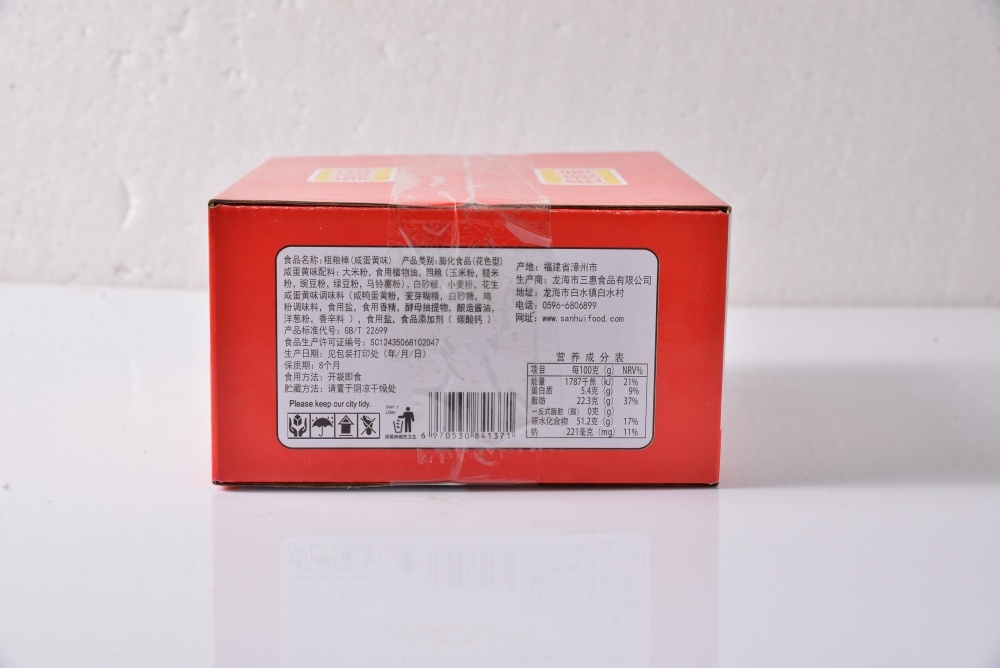 食品名称:粗粮棒(咸蛋黄味) 产品类别:膨化食品(花色型)
咸蛋黄味配料:大米粉,食用植物油,粗粮(玉米粉,糙米
粉,豌豆粉,绿豆粉,马铃薯粉),白砂糖,小麦粉,花生
咸蛋黄味调味料(咸鸭蛋黄粉,麦芽糊精,白砂糖,鸡
粉调味料,食用盐,食用香精,酵母抽提物,酿造酱油,
洋葱粉,香辛料),食用盐,食品添加剂(碳酸钙)
产品标准代号:GB/T 22699
食品生产许可证编号:SC12435068102047
生产日期:见包装打印处(年/月/日)
保质期:8个月
食用方法:开袋即食
贮藏方法:请置于阴凉干燥处
Please keep our city tidy.
6 970530 841371
产地:福建省漳州市
生产商:龙海市三惠食品有限公司
地址:龙海市白水镇白水村
电话:0596-6806899
网址:www.sanhuifood.com
营养成分表
项目 每100克(g) NRV%
能量 1787千焦(kJ) 21%
蛋白质 5.4克(g) 9%
脂肪 22.3克(g) 37%
—反式脂肪(酸) 0克(g)
碳水化合物 51.2克(g) 17%
钠 221毫克(mg) 11%